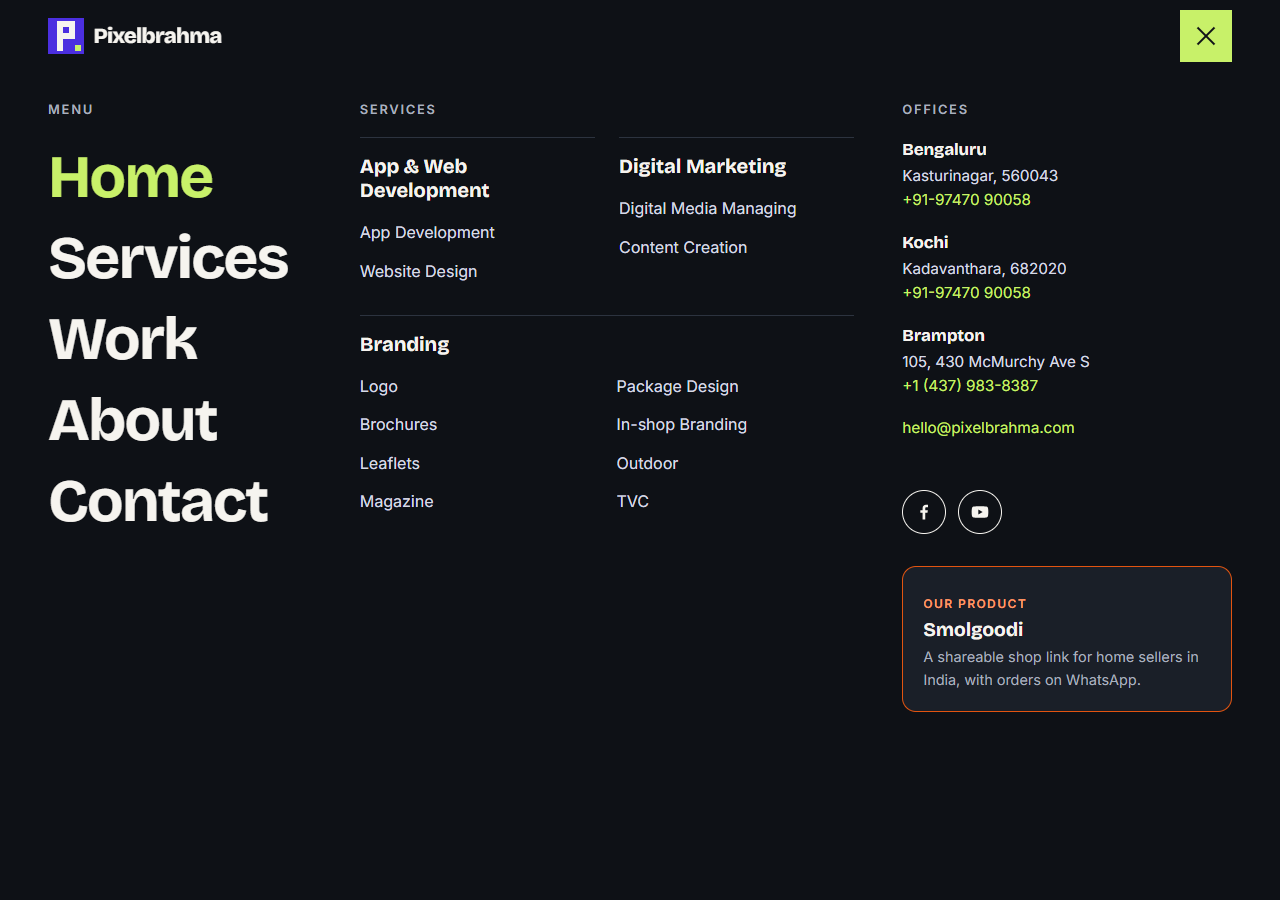 Pixelbrahma
MENU
Home
Services
Work
About
Contact
SERVICES
App & Web
Development
App Development
Website Design
Digital Marketing
Digital Media Managing
Content Creation
Branding
Logo
Brochures
Leaflets
Magazine
Package Design
In-shop Branding
Outdoor
TVC
OFFICES
Bengaluru
Kasturinagar, 560043
+91-97470 90058
Kochi
Kadavanthara, 682020
+91-97470 90058
Brampton
105, 430 McMurchy Ave S
+1 (437) 983-8387
hello@pixelbrahma.com
OUR PRODUCT
Smolgoodi
A shareable shop link for home sellers in
India, with orders on WhatsApp.